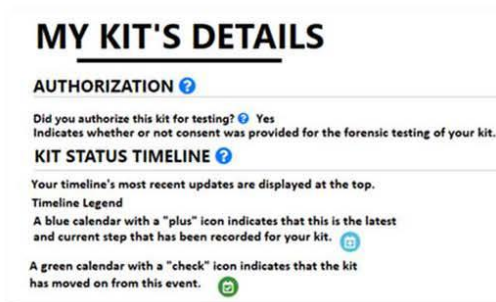 MY KIT'S DETAILS
AUTHORIZATION ?
Did you authorize this kit for testing? ? Yes
Indicates whether or not consent was provided for the forensic testing of your kit.
KIT STATUS TIMELINE ?
Your timeline's most recent updates are displayed at the top.
Timeline Legend
A blue calendar with a "plus" icon indicates that this is the latest
and current step that has been recorded for your kit.
A green calendar with a "check" icon indicates that the kit
has moved on from this event.